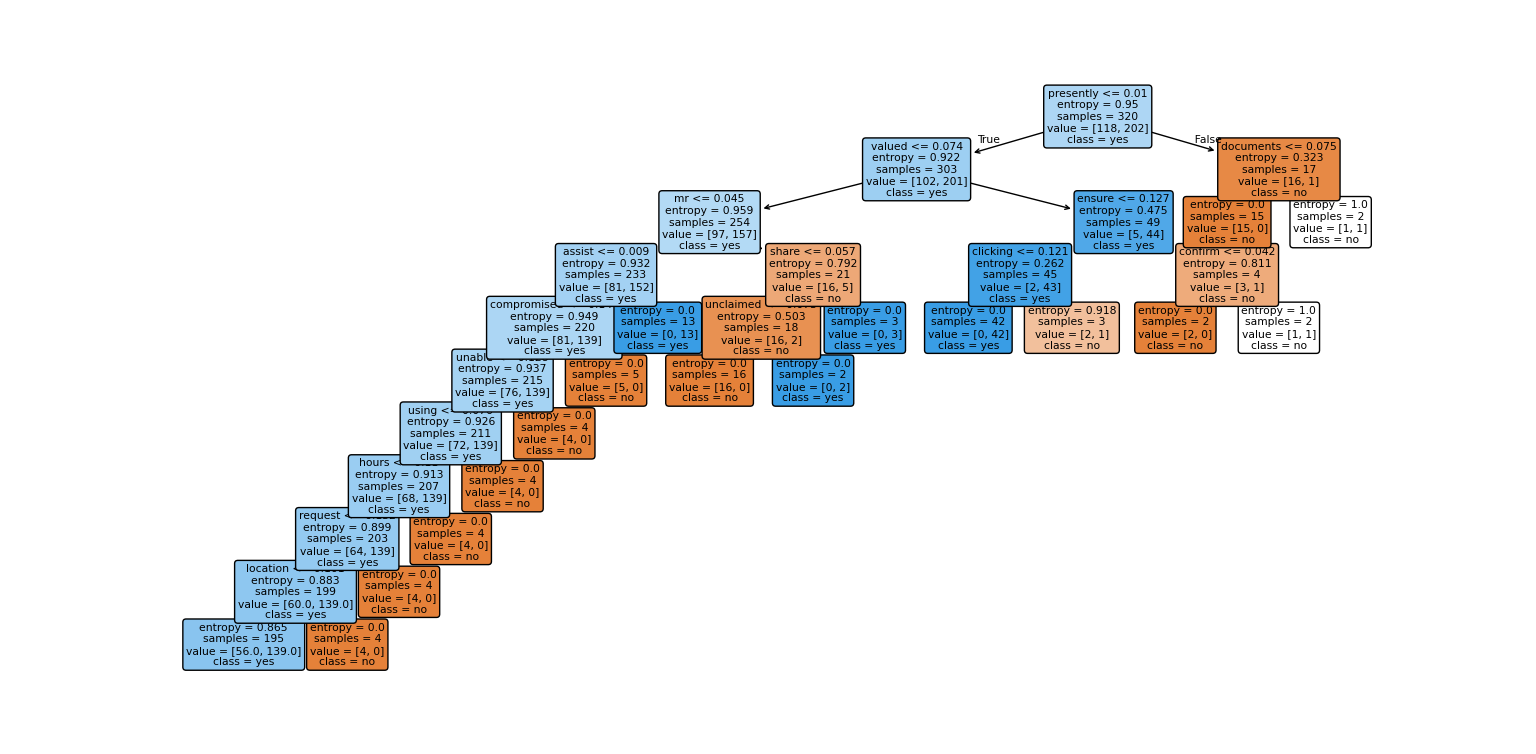 presently <= 0.01
entropy = 0.95
samples = 320
value = [118, 202]
class = yes
True
False
valued <= 0.074
entropy = 0.922
samples = 303
value = [102, 201]
class = yes
documents <= 0.075
entropy = 0.323
samples = 17
value = [16, 1]
class = no
mr <= 0.045
entropy = 0.959
samples = 254
value = [97, 157]
class = yes
ensure <= 0.127
entropy = 0.475
samples = 49
value = [5, 44]
class = yes
entropy = 0.0
samples = 15
value = [15, 0]
class = no
entropy = 1.0
samples = 2
value = [1, 1]
class = no
assist <= 0.009
entropy = 0.932
samples = 233
value = [81, 152]
class = yes
share <= 0.057
entropy = 0.792
samples = 21
value = [16, 5]
class = no
clicking <= 0.121
entropy = 0.262
samples = 45
value = [2, 43]
class = yes
confirm <= 0.042
entropy = 0.811
samples = 4
value = [3, 1]
class = no
compromised
entropy = 0.949
samples = 220
value = [81, 139]
class = yes
entropy = 0.0
samples = 13
value = [0, 13]
class = yes
unclaimed
entropy = 0.503
samples = 18
value = [16, 2]
class = no
entropy = 0.0
samples = 3
value = [0, 3]
class = yes
entropy = 0.0
samples = 42
value = [0, 42]
class = yes
entropy = 0.918
samples = 3
value = [2, 1]
class = no
entropy = 0.0
samples = 2
value = [2, 0]
class = no
entropy = 1.0
samples = 2
value = [1, 1]
class = no
unable
entropy = 0.937
samples = 215
value = [76, 139]
class = yes
entropy = 0.0
samples = 5
value = [5, 0]
class = no
entropy = 0.0
samples = 16
value = [16, 0]
class = no
entropy = 0.0
samples = 2
value = [0, 2]
class = yes
using <=
entropy = 0.926
samples = 211
value = [72, 139]
class = yes
entropy = 0.0
samples = 4
value = [4, 0]
class = no
hours <=
entropy = 0.913
samples = 207
value = [68, 139]
class = yes
entropy = 0.0
samples = 4
value = [4, 0]
class = no
request <=
entropy = 0.899
samples = 203
value = [64, 139]
class = yes
entropy = 0.0
samples = 4
value = [4, 0]
class = no
location
entropy = 0.883
samples = 199
value = [60.0, 139.0]
class = yes
entropy = 0.0
samples = 4
value = [4, 0]
class = no
entropy = 0.865
samples = 195
value = [56.0, 139.0]
class = yes
entropy = 0.0
samples = 4
value = [4, 0]
class = no